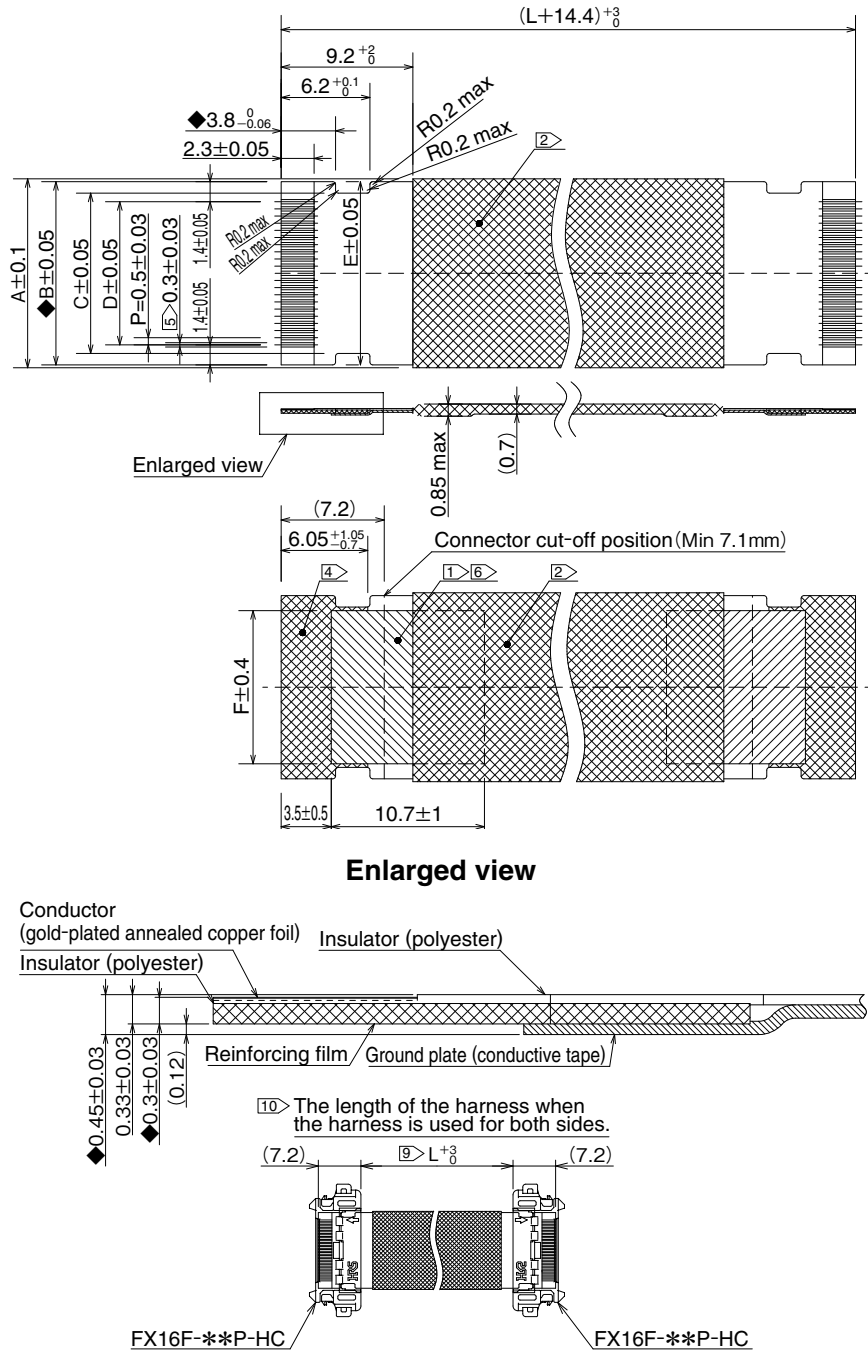 (L+14.4) +3 0
9.2 +2 0
6.2 +0.1 0
◆3.8 0 -0.06
2.3±0.05
R0.2 max
R0.2 max
2
A±0.1
◆B±0.05
C±0.05
D±0.05
P=0.5±0.03
5 0.3±0.03
1.4±0.05
1.4±0.05
R0.2 max
R0.2 max
E±0.05
Enlarged view
0.85 max
(0.7)
(7.2)
6.05 +1.05 -0.7
Connector cut-off position (Min 7.1mm)
4
1 6
2
F±0.4
3.5±0.5
10.7±1
Enlarged view
Conductor
(gold-plated annealed copper foil)
Insulator (polyester)
Insulator (polyester)
Reinforcing film
Ground plate (conductive tape)
◆0.45±0.03
0.33±0.03
◆0.3±0.03
(0.12)
10 The length of the harness when
the harness is used for both sides.
(7.2)
9 L +3 0
(7.2)
HRS
HRS
FX16F-**P-HC
FX16F-**P-HC